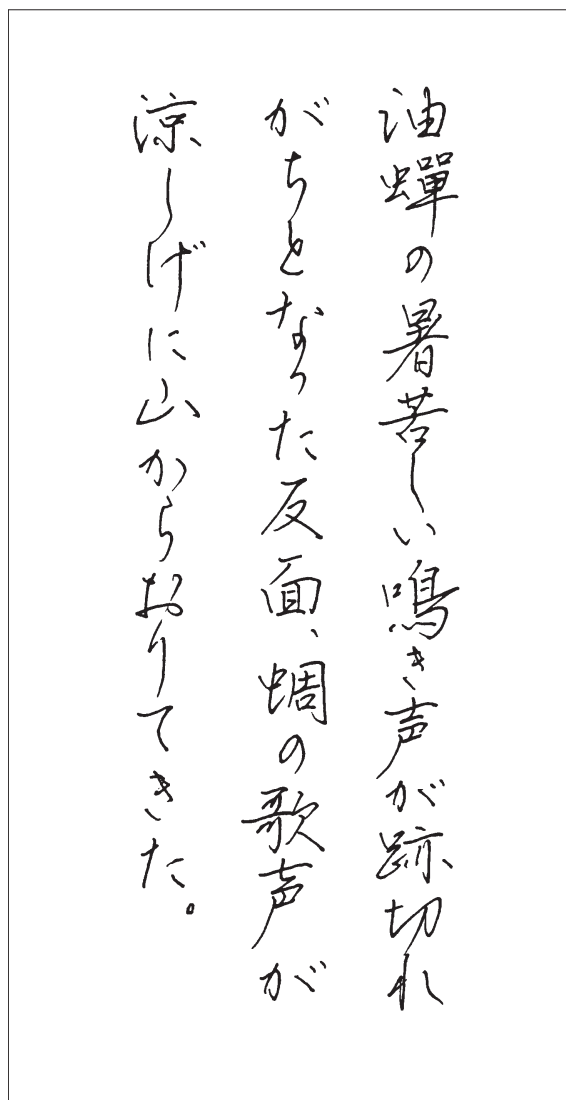 油蟬の暑苦しい鳴き声が跡切れ
がちとなった反面、蜩の歌声が
涼しげに山からおりてきた。